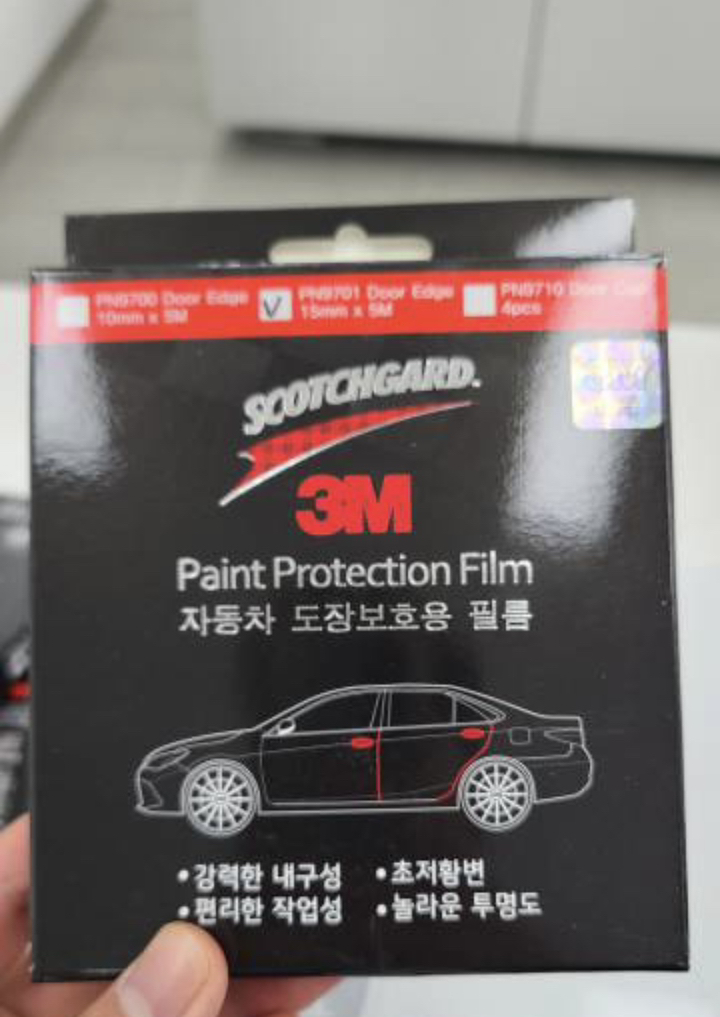 PN9700 Door Edge
10mm x 5M
PN9701 Door Edge
15mm x 5M
PN9710 Door
4pcs
SCOTCHGARD.
3M
Paint Protection Film
자동차 도장보호용 필름
• 강력한 내구성
• 초저황변
• 편리한 작업성
• 놀라운 투명도